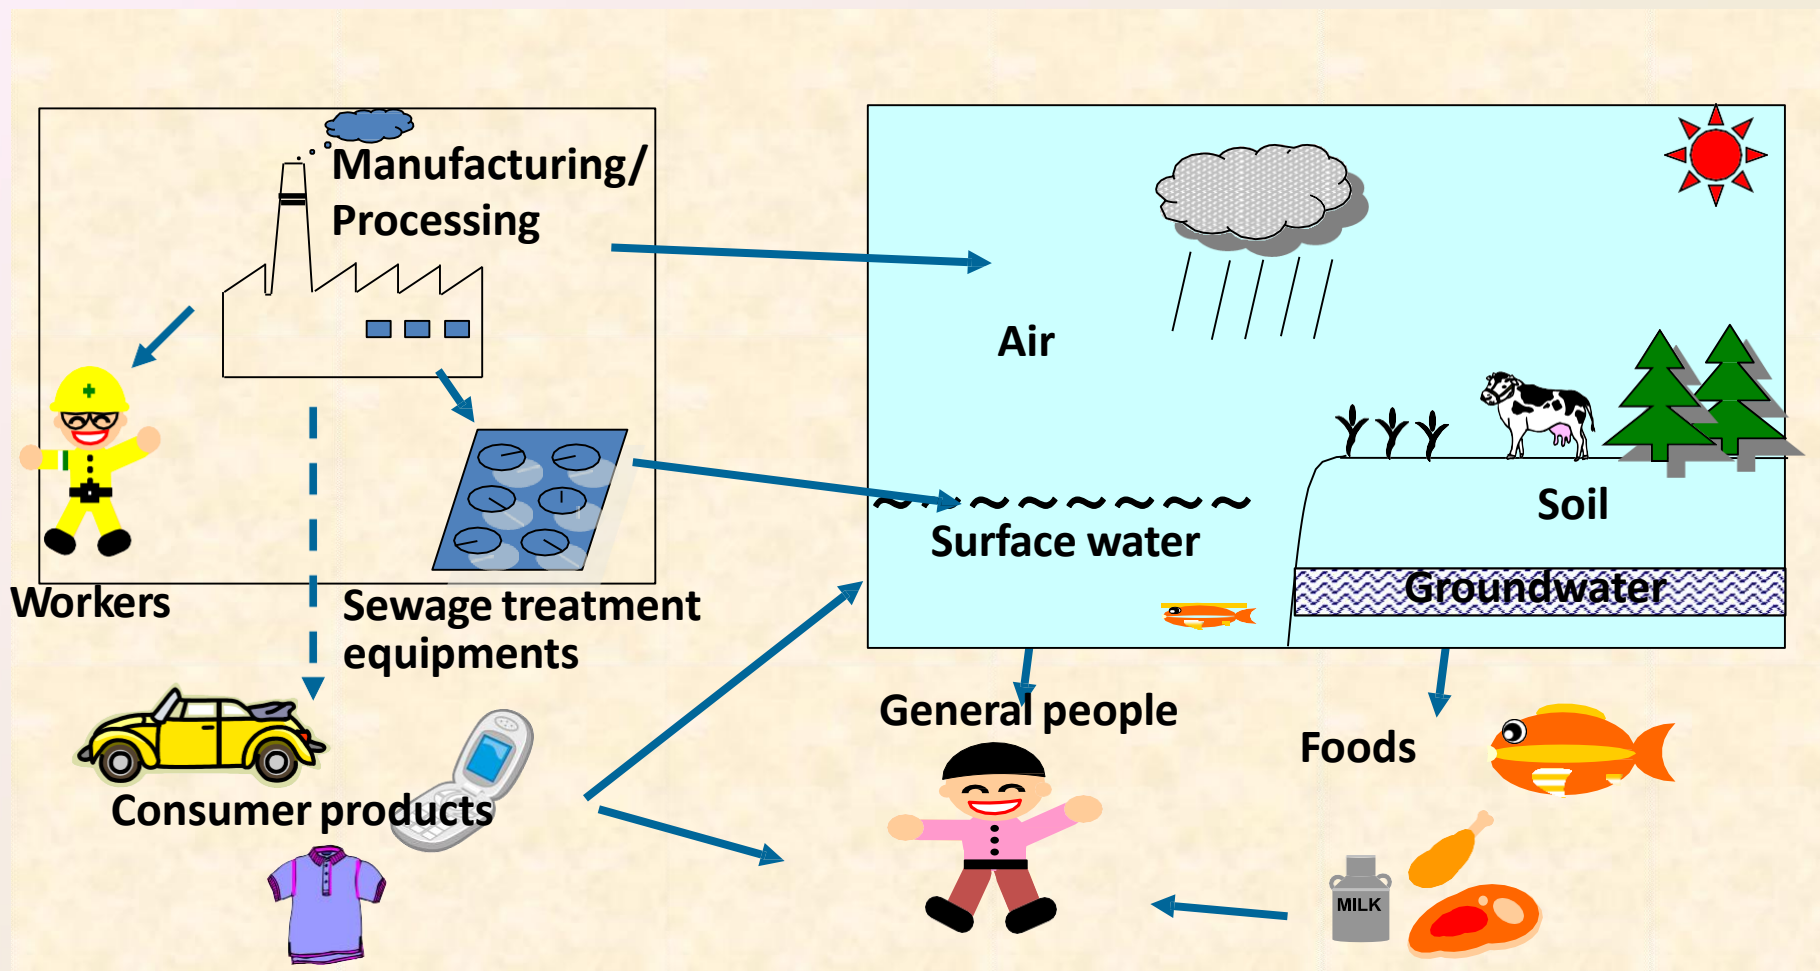 Manufacturing/
Processing
Air
Soil
Surface water
Groundwater
Workers
Sewage treatment
equipments
General people
Foods
Consumer products
MILK